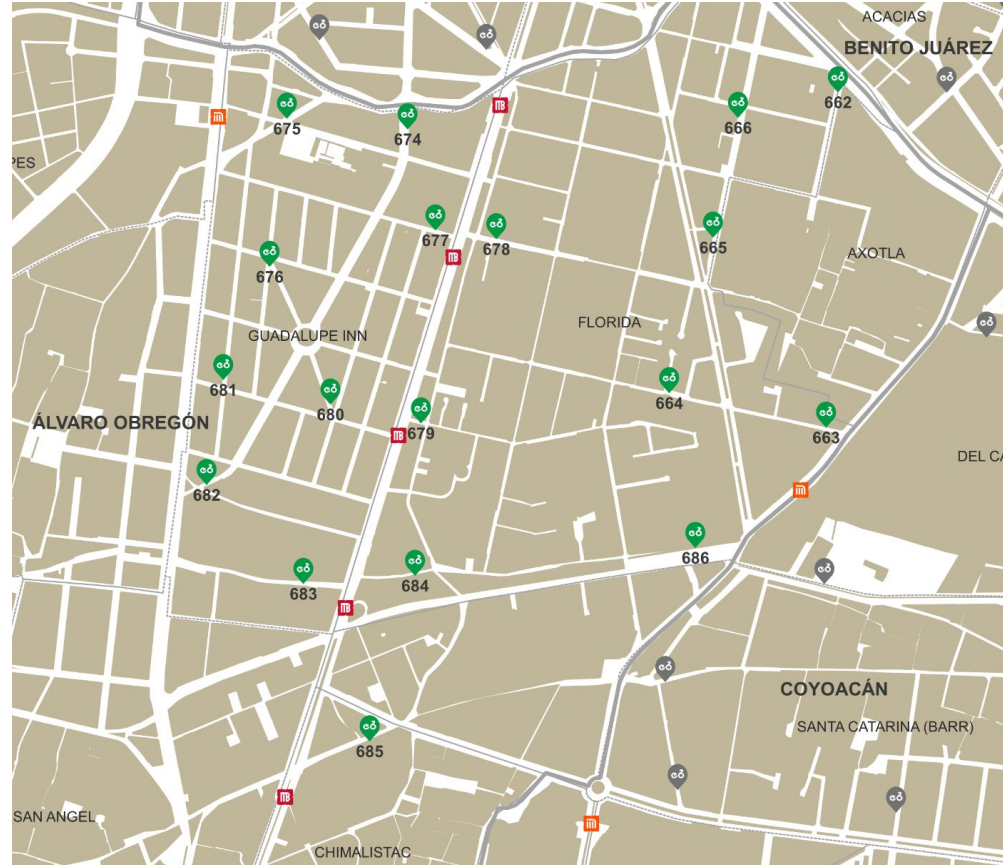 ACACIAS
BENITO JUÁREZ
662
666
675
674
PES
677
678
665
AXOTLA
676
FLORIDA
GUADALUPE INN
681
680
664
679
663
ÁLVARO OBREGÓN
DEL CA
682
686
683
684
COYOACÁN
SANTA CATARINA (BARR)
685
SAN ANGEL
CHIMALISTAC